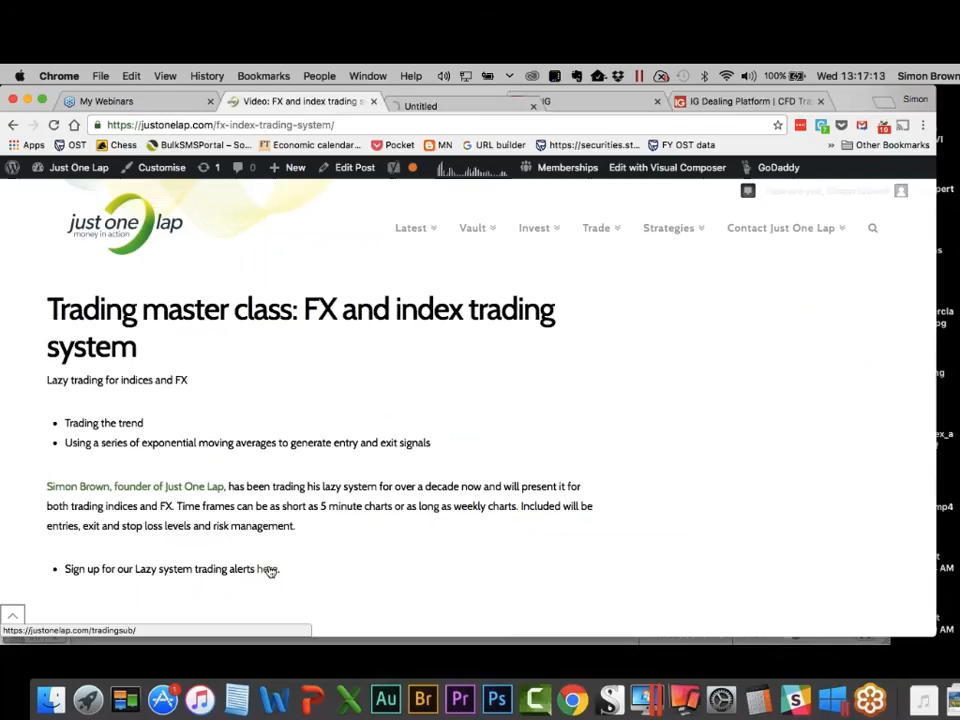 Chrome File Edit View History Bookmarks People Window Help 100% Wed 13:17:13 Simon Brown
My Webinars Video: FX and index trading s Untitled IG IG Dealing Platform | CFD Tra Simon
https://justonelap.com/fx-index-trading-system/
Apps OST Chess BulkSMSPortal – So... Economic calendar... Pocket MN URL builder https://securities.st... FY OST data » Other Bookmarks
Just One Lap Customise 1 0 New Edit Post Memberships Edit with Visual Composer GoDaddy
just one lap
money in action
Latest Vault Invest Trade Strategies Contact Just One Lap
Trading master class: FX and index trading
system
Lazy trading for indices and FX
• Trading the trend
• Using a series of exponential moving averages to generate entry and exit signals
Simon Brown, founder of Just One Lap, has been trading his lazy system for over a decade now and will present it for
both trading indices and FX. Time frames can be as short as 5 minute charts or as long as weekly charts. Included will be
entries, exit and stop loss levels and risk management.
• Sign up for our Lazy system trading alerts here.
https://justonelap.com/tradingsub/
Au Br Pr Ps